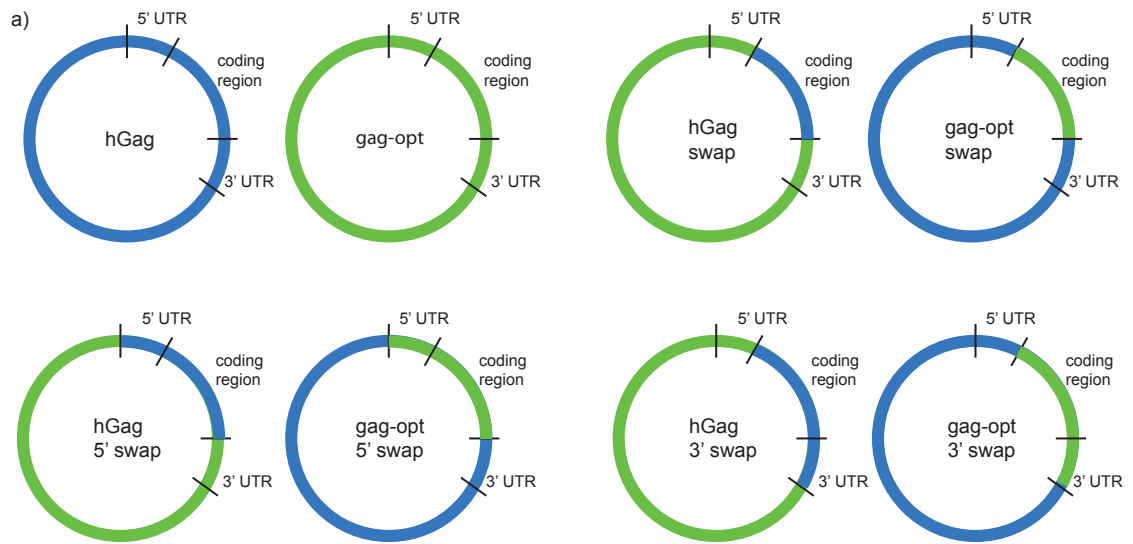 a)
5’ UTR
coding
region
hGag
3’ UTR
5’ UTR
coding
region
gag-opt
3’ UTR
5’ UTR
coding
region
hGag
swap
3’ UTR
5’ UTR
coding
region
gag-opt
swap
3’ UTR
5’ UTR
coding
region
hGag
5’ swap
3’ UTR
5’ UTR
coding
region
gag-opt
5’ swap
3’ UTR
5’ UTR
coding
region
hGag
3’ swap
3’ UTR
5’ UTR
coding
region
gag-opt
3’ swap
3’ UTR